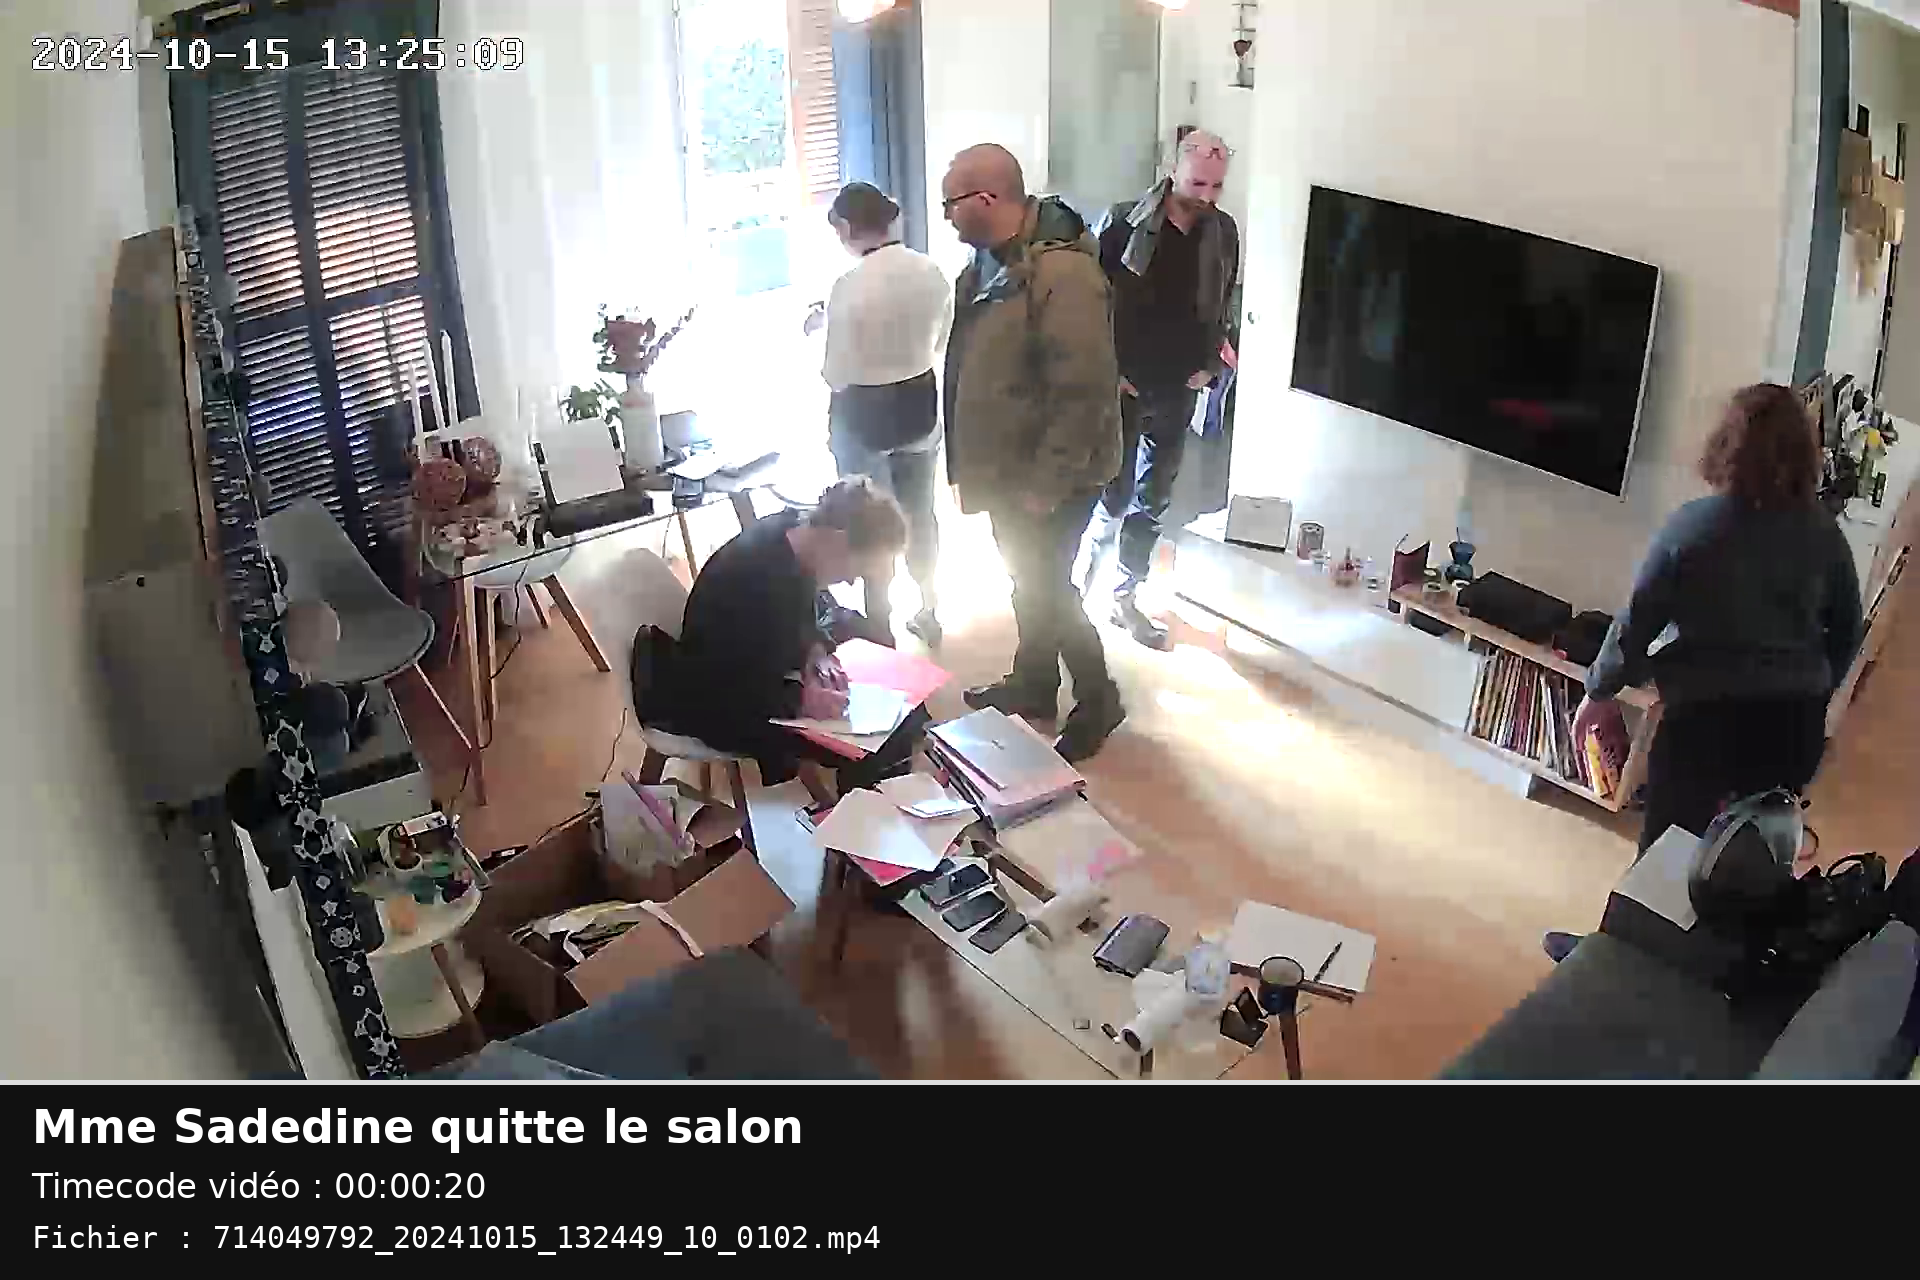 2024-10-15 13:25:09
Mme Sadedine quitte le salon
Timecode vidéo : 00:00:20
Fichier : 714049792_20241015_132449_10_0102.mp4